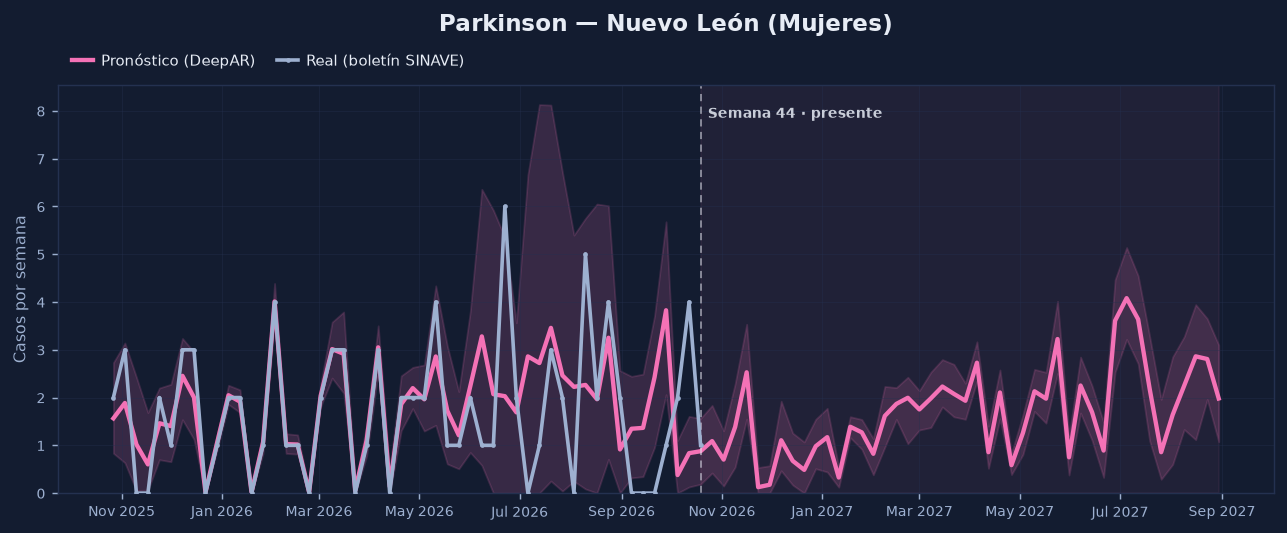 Parkinson — Nuevo León (Mujeres)
Pronóstico (DeepAR)
Real (boletín SINAVE)
Semana 44 · presente
Casos por semana
8
7
6
5
4
3
2
1
0
Nov 2025
Jan 2026
Mar 2026
May 2026
Jul 2026
Sep 2026
Nov 2026
Jan 2027
Mar 2027
May 2027
Jul 2027
Sep 2027